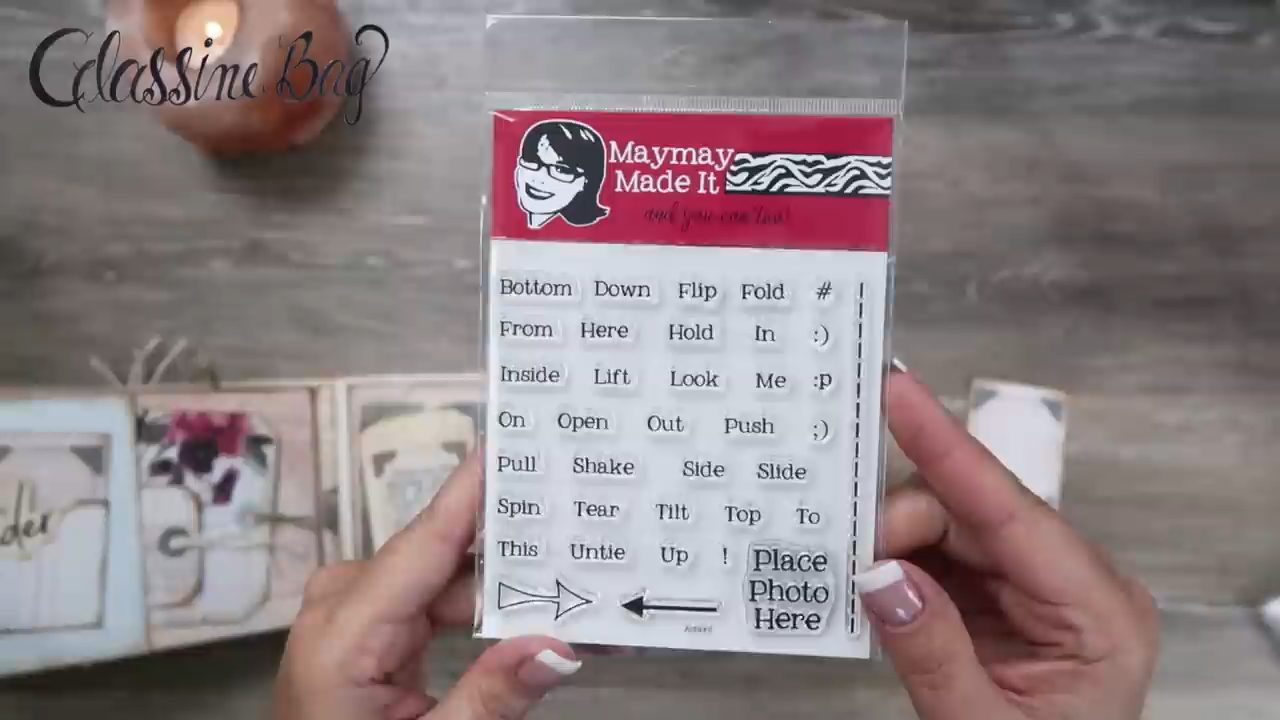 Glassine Bag
Maymay
Made It
and you can too!
Bottom Down Flip Fold #
From Here Hold In :)
Inside Lift Look Me :p
On Open Out Push ;)
Pull Shake Side Slide
Spin Tear Tilt Top To
This Untie Up !
Place
Photo
Here